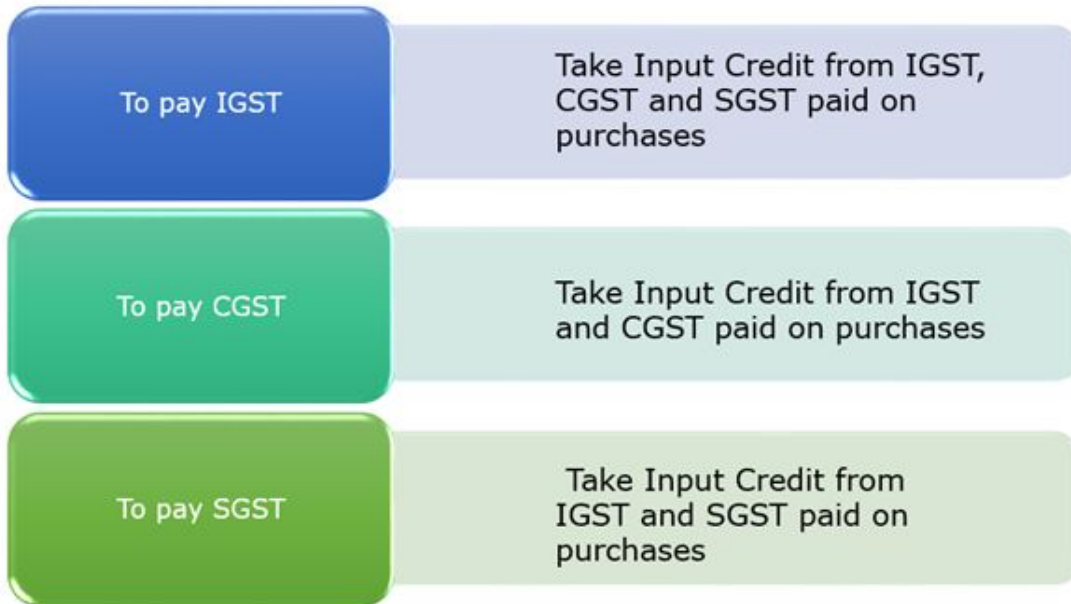 To pay IGST
Take Input Credit from IGST,
CGST and SGST paid on
purchases
To pay CGST
Take Input Credit from IGST
and CGST paid on purchases
To pay SGST
Take Input Credit from
IGST and SGST paid on
purchases